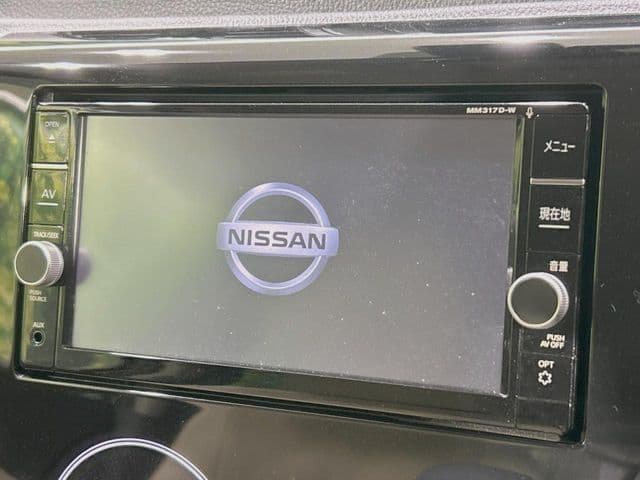 MM317D-W
OPEN
AV
TRACK/SEEK
PUSH
SOURCE
AUX
NISSAN
メニュー
現在地
音量
PUSH
AV OFF
OPT